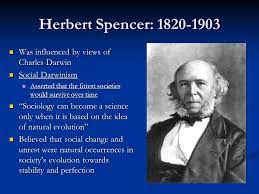 Herbert Spencer: 1820-1903
Was influenced by views of
Charles Darwin
Social Darwinism
Asserted that the fittest societies
would survive over time
“Sociology can become a science
only when it is based on the idea
of natural evolution”
Believed that social change and
unrest were natural occurrences in
society’s evolution towards
stability and perfection